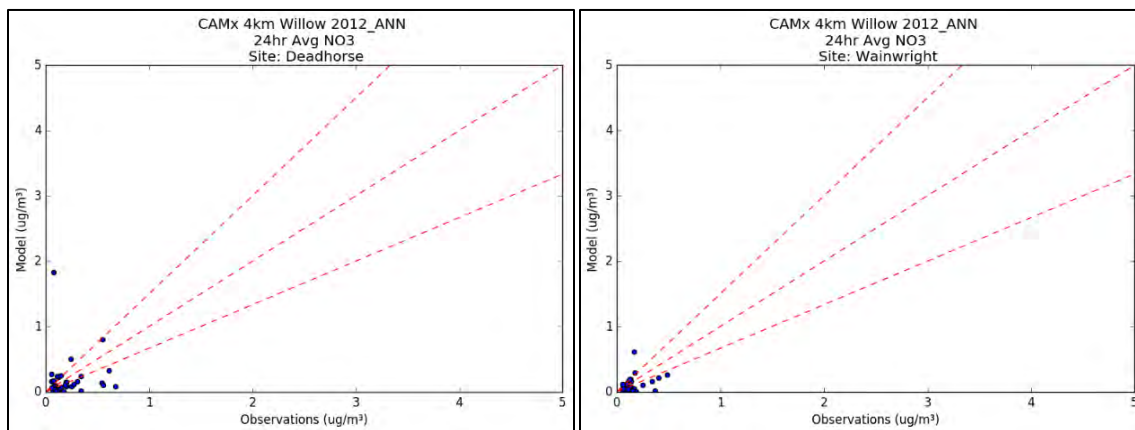 CAMx 4km Willow 2012_ANN
24hr Avg NO3
Site: Deadhorse
5
4
3
2
1
0
Model (ug/m³)
0 1 2 3 4 5
Observations (ug/m³)
CAMx 4km Willow 2012_ANN
24hr Avg NO3
Site: Wainwright
5
4
3
2
1
0
Model (ug/m³)
0 1 2 3 4 5
Observations (ug/m³)